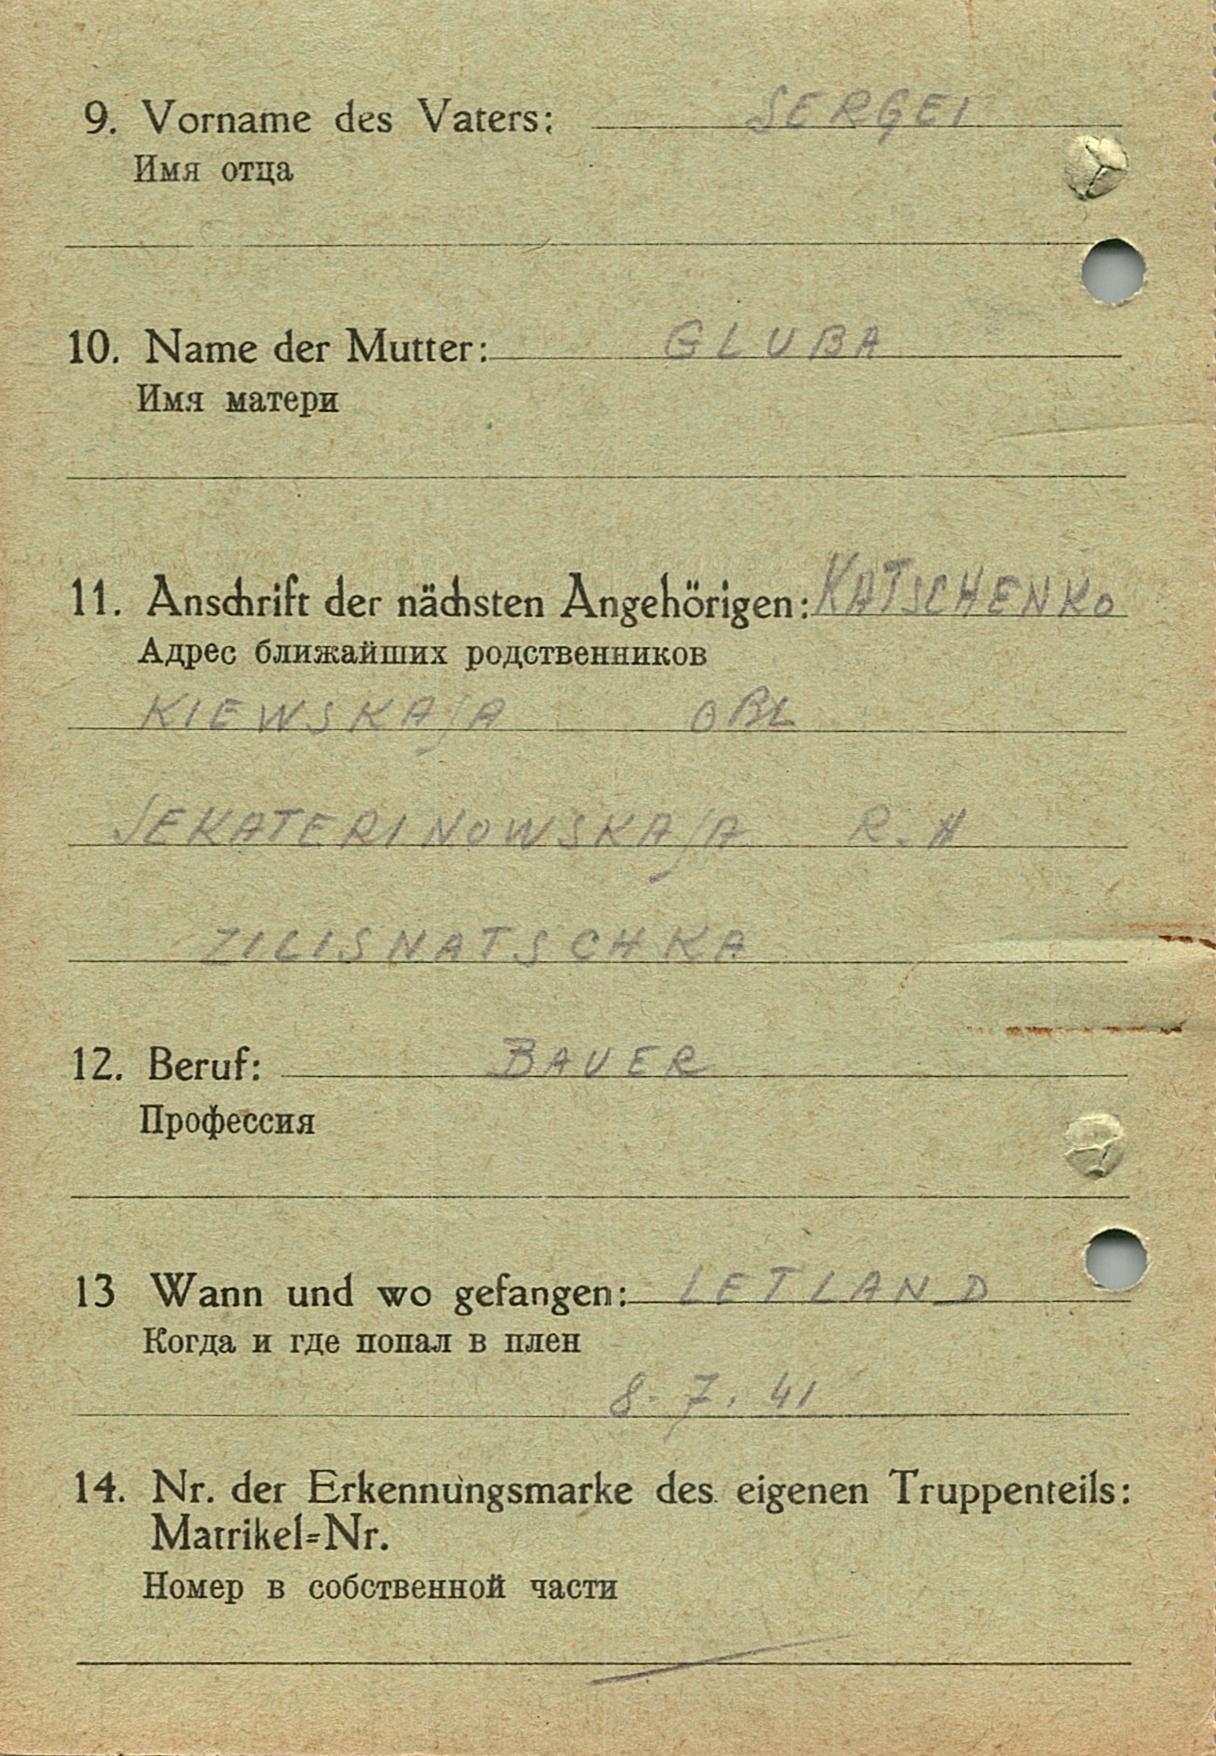 9. Vorname des Vaters: SERGEI
Имя отца
10. Name der Mutter: GLUBA
Имя матери
11. Anschrift der nächsten Angehörigen: KATSCHENKO
Адрес ближайших родственников
KIEWSKAJA OBL
JEKATERINOWSKAJA R.H
ZILISNATSCHKA
12. Beruf: BAUER
Профессия
13 Wann und wo gefangen: LETLAND
Когда и где попал в плен
8.7.41
14. Nr. der Erkennungsmarke des eigenen Truppenteils:
Matrikel-Nr.
Номер в собственной части